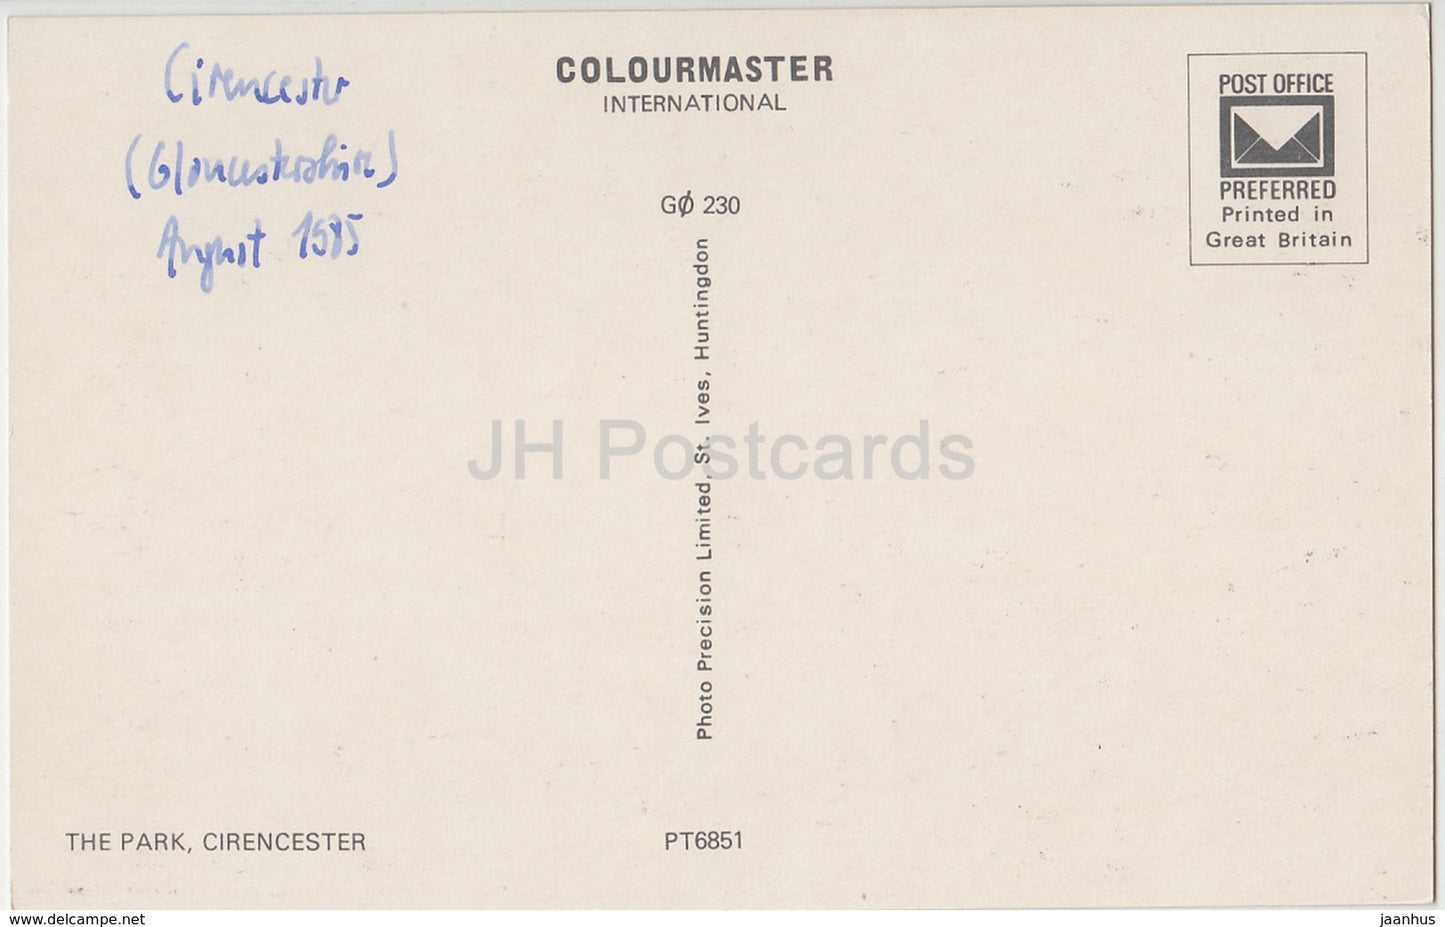 Cirencester
(Gloucestershire)
August 1985
COLOURMASTER
INTERNATIONAL
POST OFFICE
PREFERRED
Printed in
Great Britain
GØ 230
Photo Precision Limited, St. Ives, Huntingdon
JH Postcards
THE PARK, CIRENCESTER
PT6851
www.delcampe.net
jaanhus